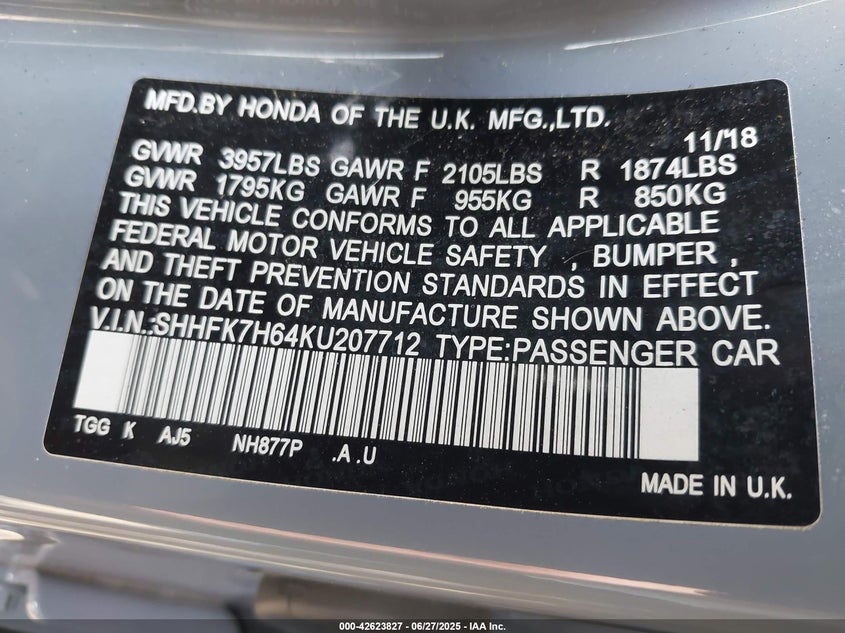 MFD.BY HONDA OF THE U.K. MFG.,LTD.
11/18
GVWR 3957LBS GAWR F 2105LBS R 1874LBS
GVWR 1795KG GAWR F 955KG R 850KG
THIS VEHICLE CONFORMS TO ALL APPLICABLE
FEDERAL MOTOR VEHICLE SAFETY , BUMPER ,
AND THEFT PREVENTION STANDARDS IN EFFECT
ON THE DATE OF MANUFACTURE SHOWN ABOVE.
V.I.N.:SHHFK7H64KU207712 TYPE:PASSENGER CAR
TGG K AJ5 NH877P .A .U
MADE IN U.K.
000-42623827 - 06/27/2025 - IAA Inc.